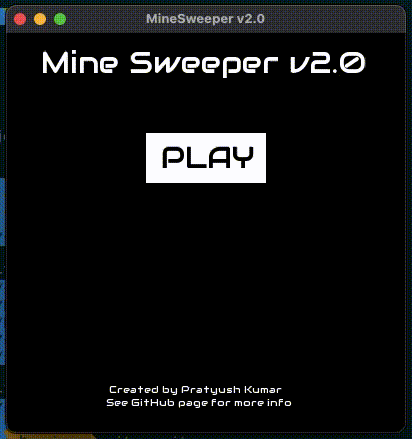 MineSweeper v2.0
Mine Sweeper v2.0
PLAY
Created by Pratyush Kumar
See GitHub page for more info